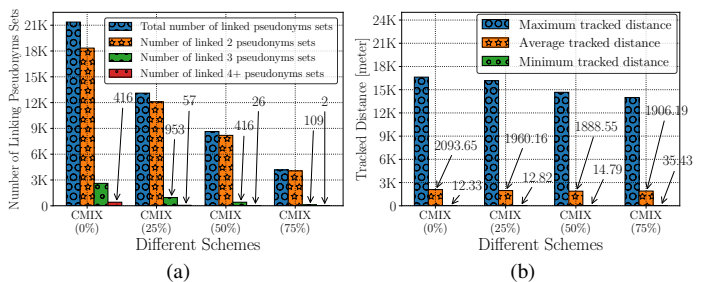 Number of Linking Pseudonyms Sets
21K
18K
15K
12K
9K
6K
3K
0
Total number of linked pseudonyms sets
Number of linked 2 pseudonyms sets
Number of linked 3 pseudonyms sets
Number of linked 4+ pseudonyms sets
416
953
57
416
26
109
2
CMIX
(0%)
CMIX
(25%)
CMIX
(50%)
CMIX
(75%)
Different Schemes
(a)
Tracked Distance [meter]
24K
21K
18K
15K
12K
9K
6K
3K
0
Maximum tracked distance
Average tracked distance
Minimum tracked distance
2093.65
12.33
1960.16
12.82
1888.55
14.79
1906.19
35.43
CMIX
(0%)
CMIX
(25%)
CMIX
(50%)
CMIX
(75%)
Different Schemes
(b)